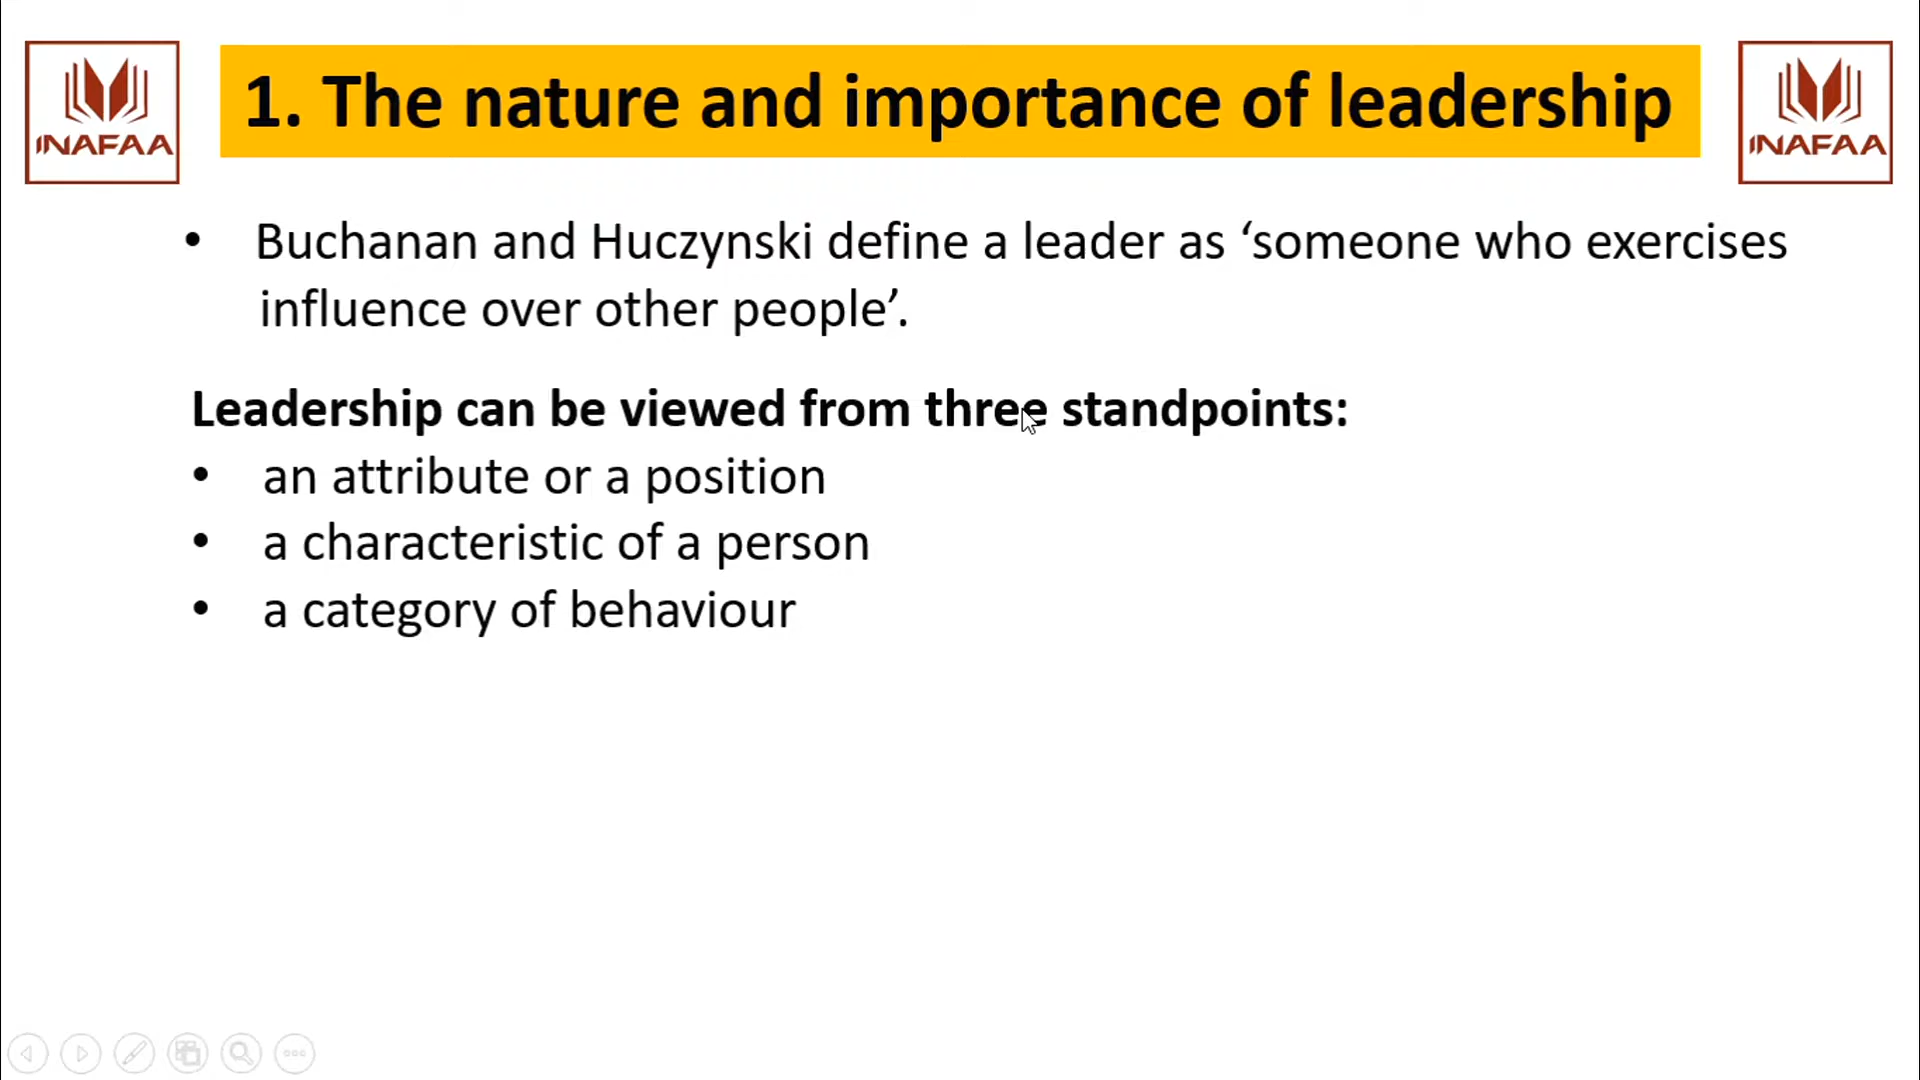 INAFAA
1. The nature and importance of leadership
INAFAA
• Buchanan and Huczynski define a leader as ‘someone who exercises
influence over other people’.
Leadership can be viewed from three standpoints:
• an attribute or a position
• a characteristic of a person
• a category of behaviour